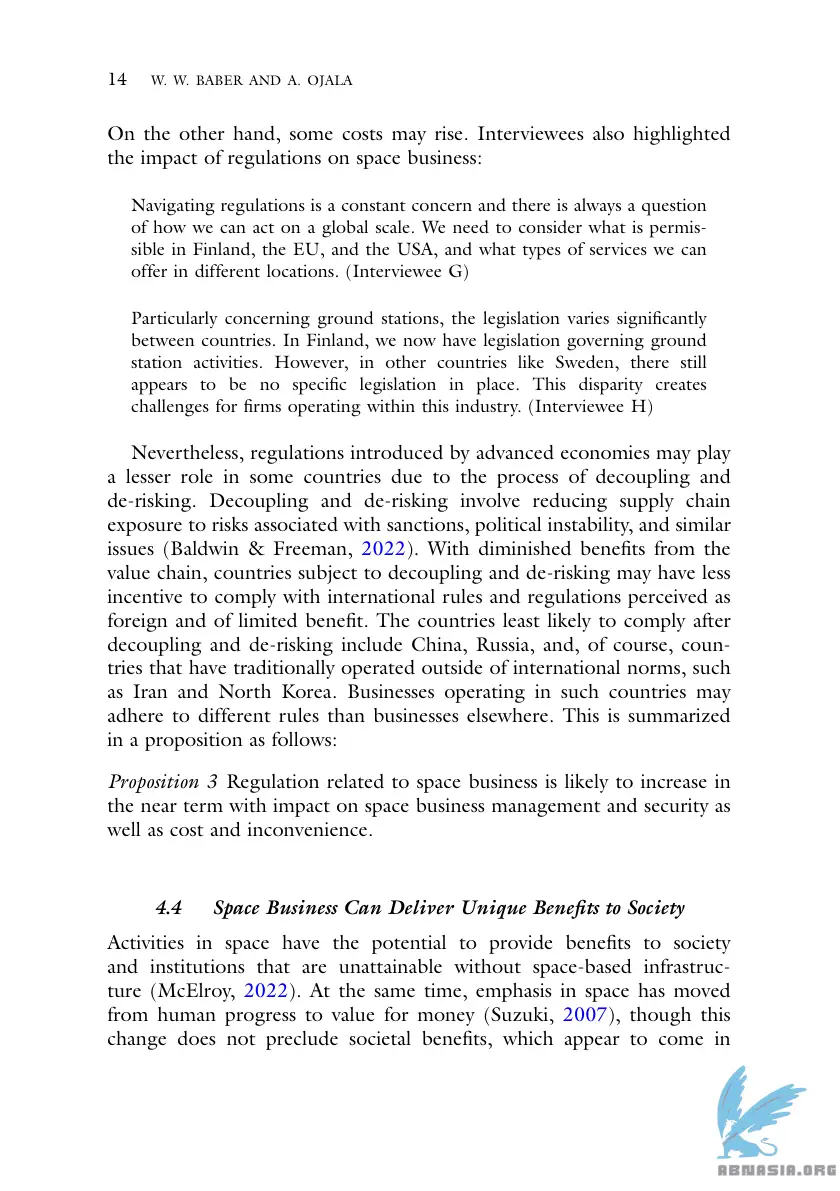 14 W. W. BABER AND A. OJALA
On the other hand, some costs may rise. Interviewees also highlighted
the impact of regulations on space business:
Navigating regulations is a constant concern and there is always a question
of how we can act on a global scale. We need to consider what is permis-
sible in Finland, the EU, and the USA, and what types of services we can
offer in different locations. (Interviewee G)
Particularly concerning ground stations, the legislation varies significantly
between countries. In Finland, we now have legislation governing ground
station activities. However, in other countries like Sweden, there still
appears to be no specific legislation in place. This disparity creates
challenges for firms operating within this industry. (Interviewee H)
Nevertheless, regulations introduced by advanced economies may play
a lesser role in some countries due to the process of decoupling and
de-risking. Decoupling and de-risking involve reducing supply chain
exposure to risks associated with sanctions, political instability, and similar
issues (Baldwin & Freeman, 2022). With diminished benefits from the
value chain, countries subject to decoupling and de-risking may have less
incentive to comply with international rules and regulations perceived as
foreign and of limited benefit. The countries least likely to comply after
decoupling and de-risking include China, Russia, and, of course, coun-
tries that have traditionally operated outside of international norms, such
as Iran and North Korea. Businesses operating in such countries may
adhere to different rules than businesses elsewhere. This is summarized
in a proposition as follows:
Proposition 3 Regulation related to space business is likely to increase in
the near term with impact on space business management and security as
well as cost and inconvenience.
4.4 Space Business Can Deliver Unique Benefits to Society
Activities in space have the potential to provide benefits to society
and institutions that are unattainable without space-based infrastruc-
ture (McElroy, 2022). At the same time, emphasis in space has moved
from human progress to value for money (Suzuki, 2007), though this
change does not preclude societal benefits, which appear to come in
ABNASIA.ORG